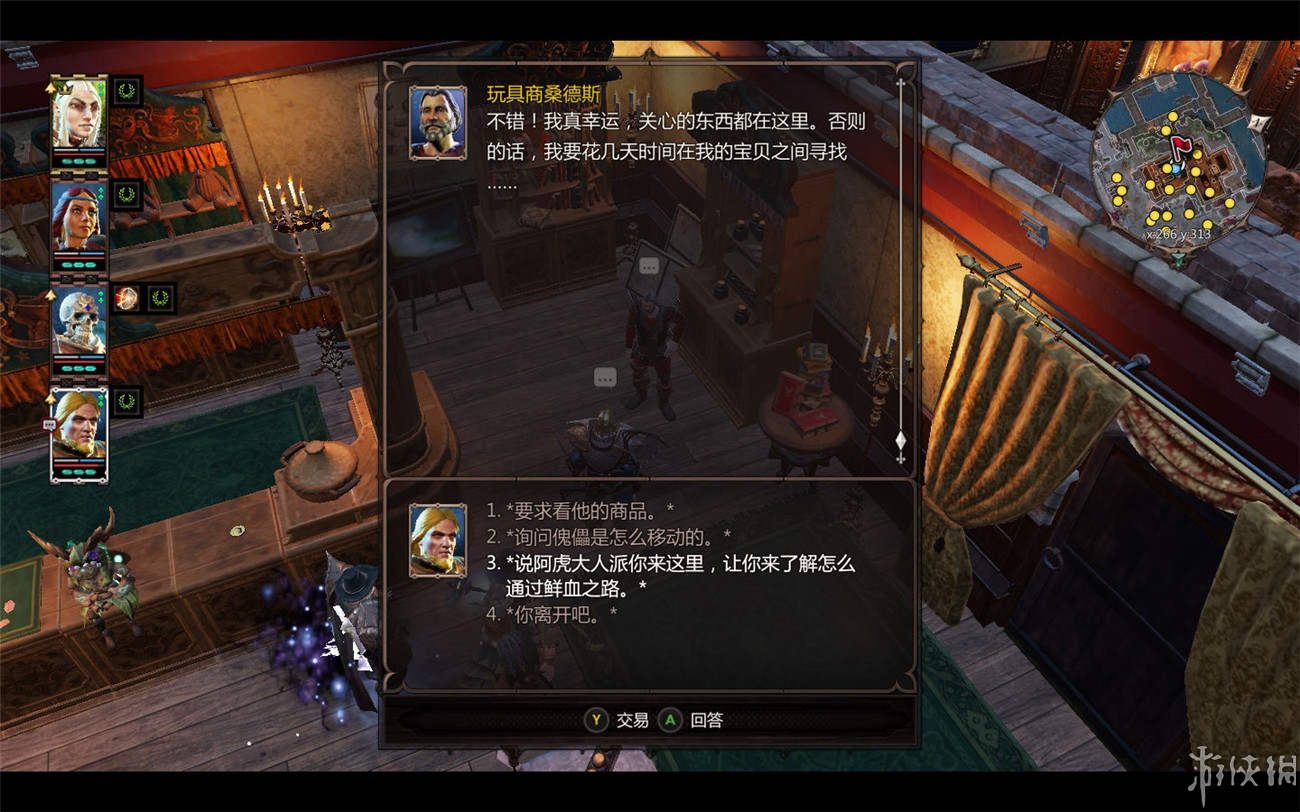 玩具商桑德斯
不错！我真幸运，关心的东西都在这里。否则
的话，我要花几天时间在我的宝贝之间寻找
……
x:266 y:313
1. *要求看他的商品。*
2. *询问傀儡是怎么移动的。*
3. *说阿虎大人派你来这里，让你来了解怎么
通过鲜血之路。*
4. *你离开吧。*
Y 交易 A 回答
游侠网